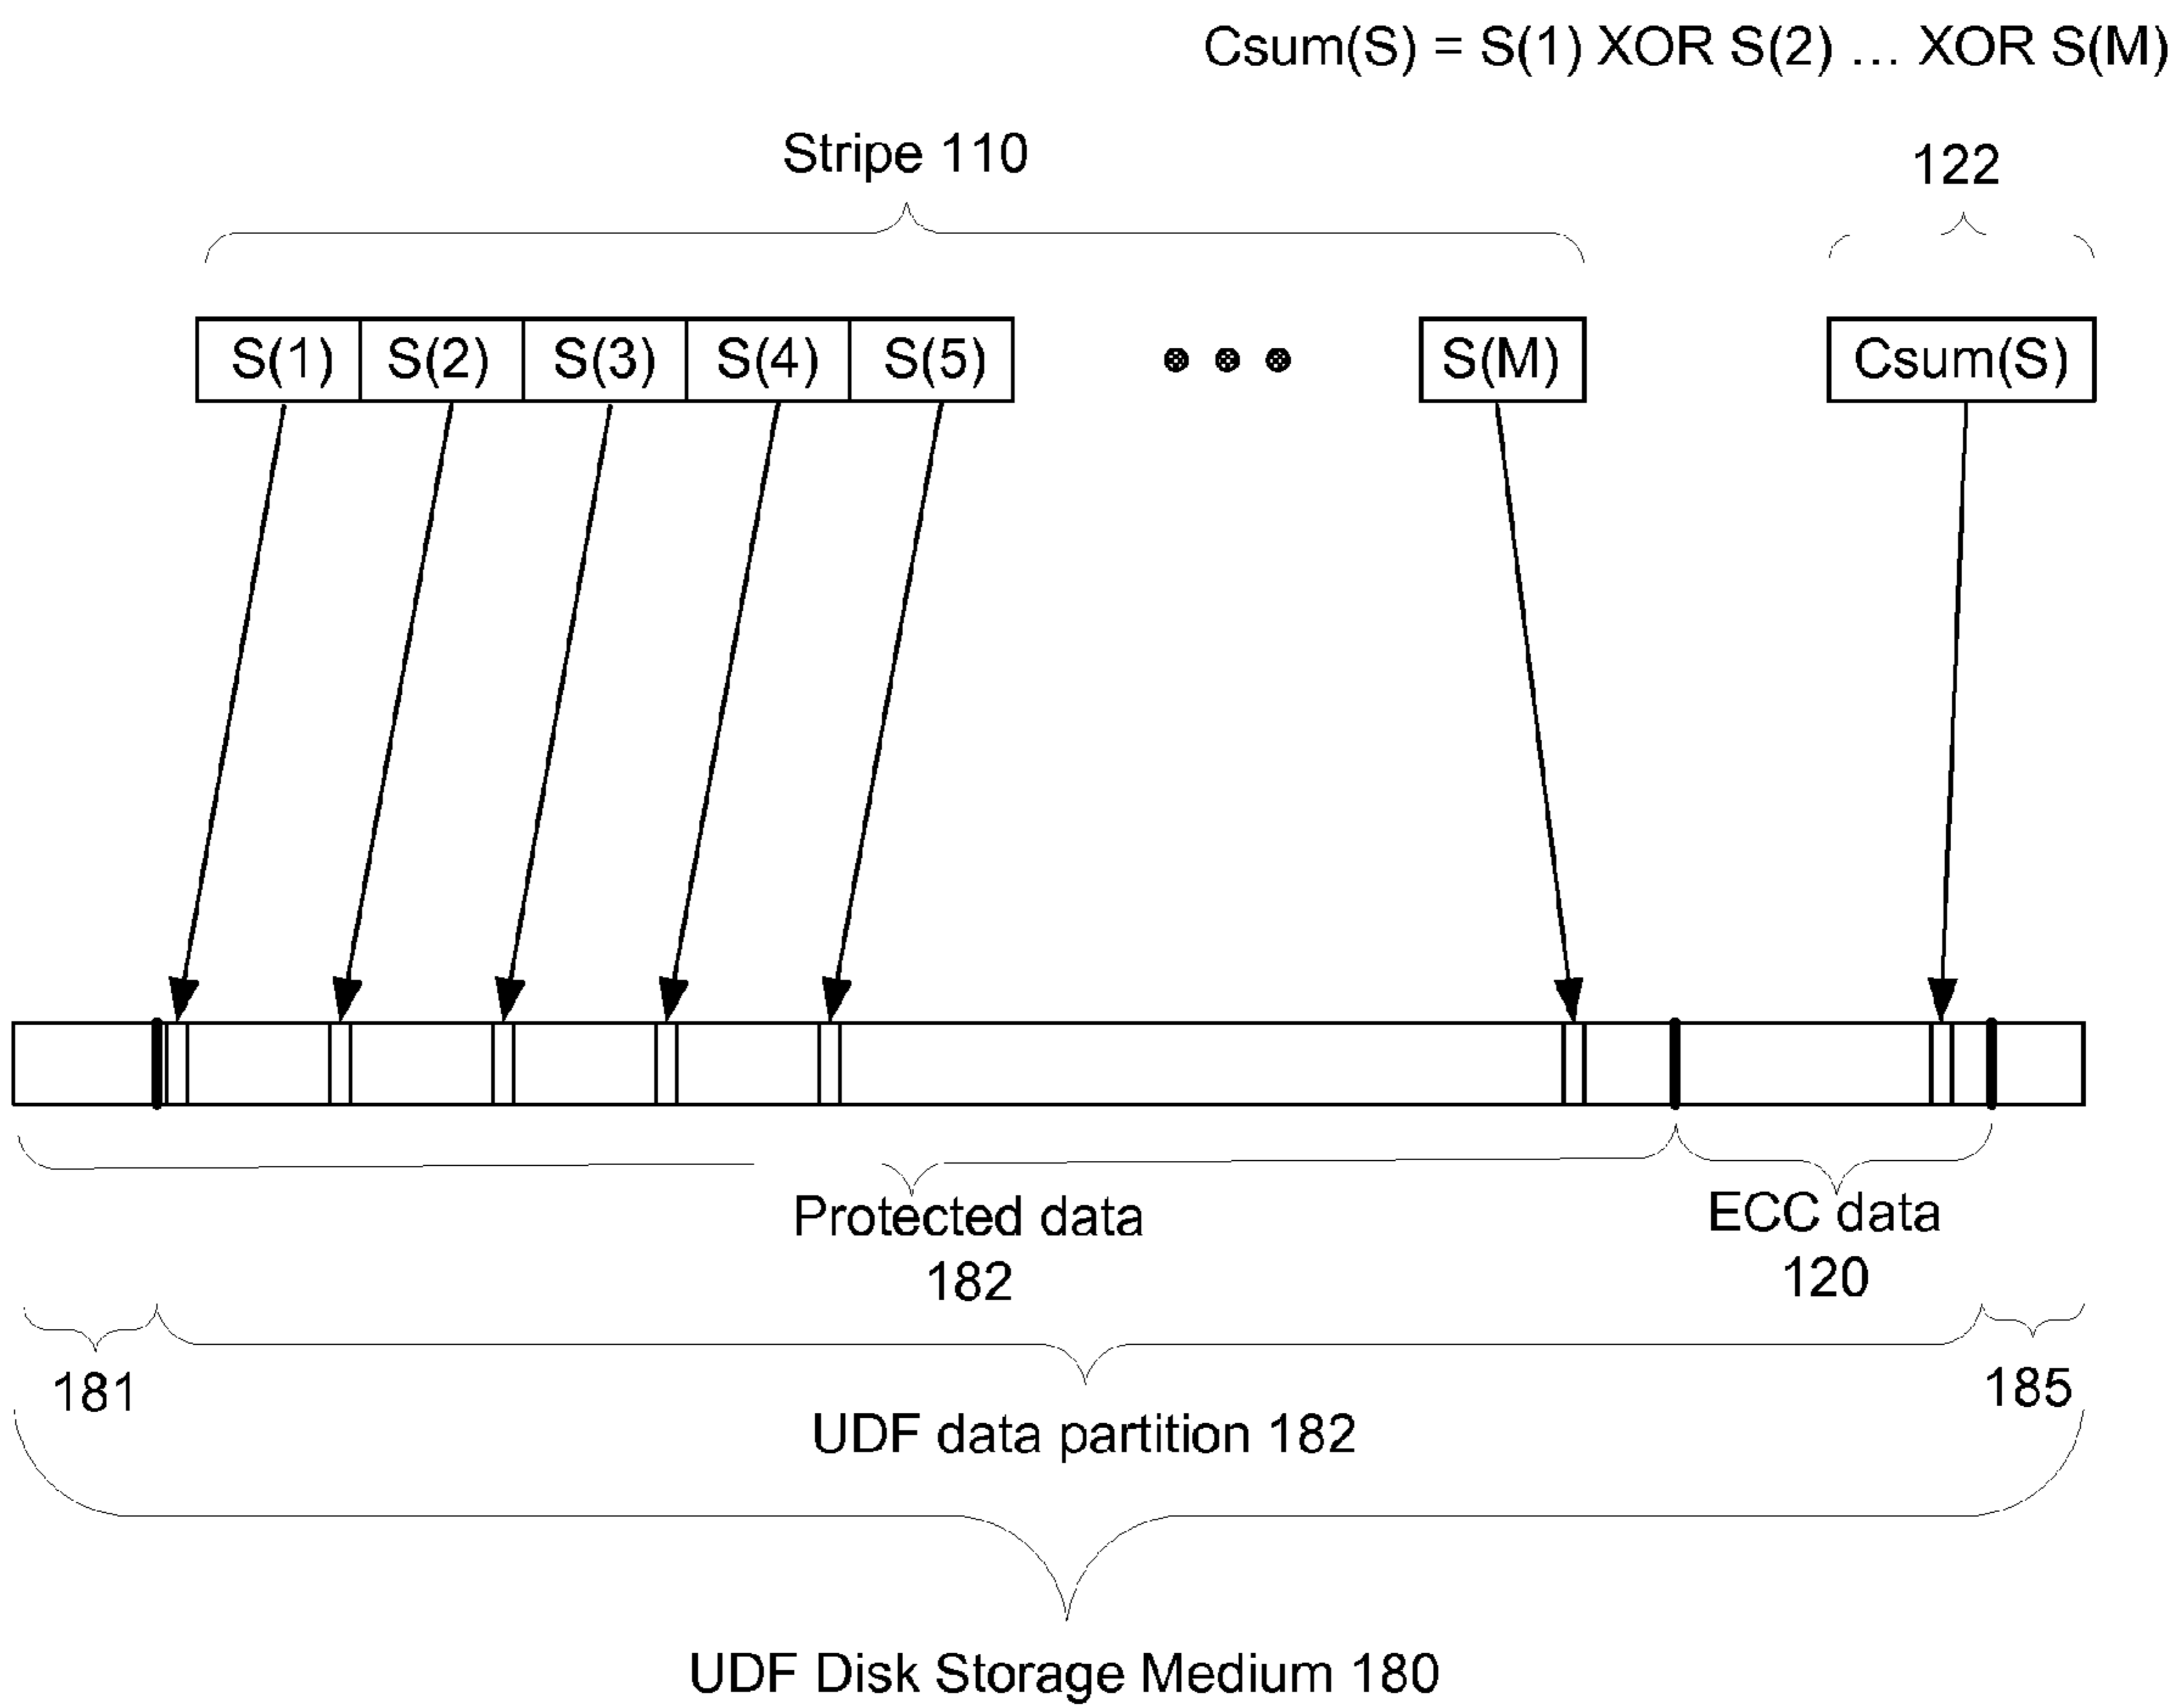 Csum(S) = S(1) XOR S(2) ... XOR S(M)
Stripe 110
122
S(1) S(2) S(3) S(4) S(5) S(M) Csum(S)
Protected data
182
ECC data
120
181
185
UDF data partition 182
UDF Disk Storage Medium 180